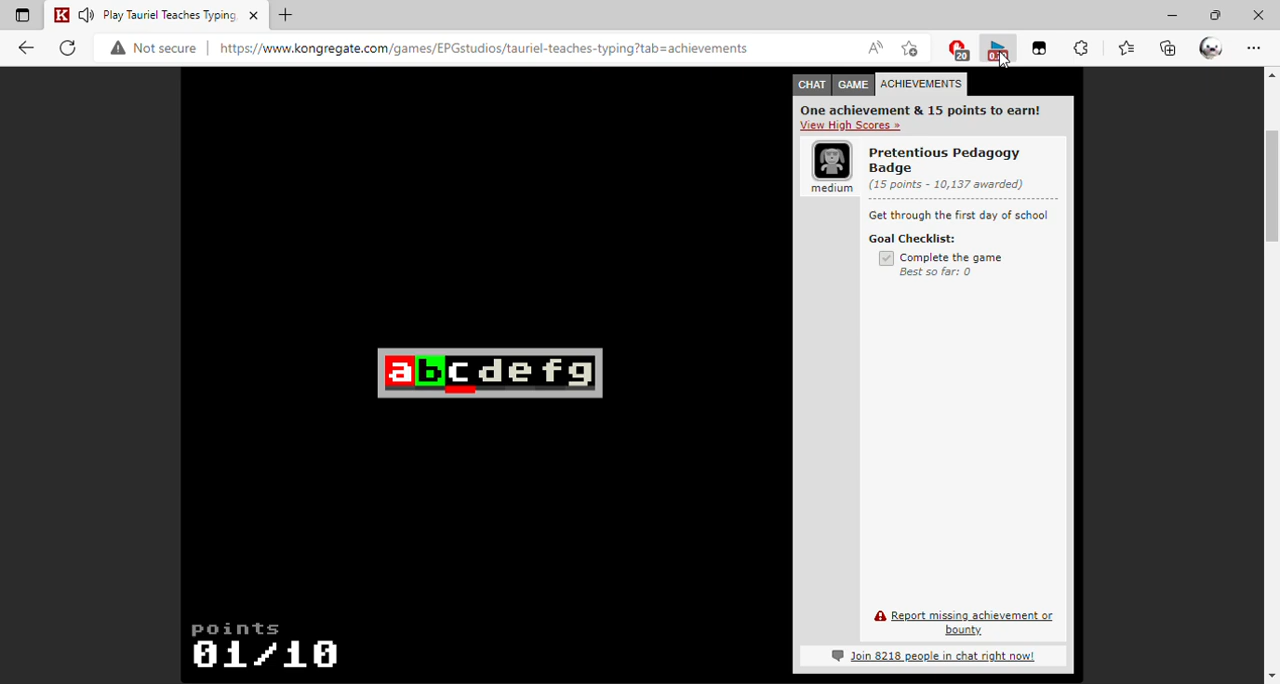 Play Tauriel Teaches Typing
Not secure
https://www.kongregate.com/games/EPGstudios/tauriel-teaches-typing?tab=achievements
20
CHAT GAME ACHIEVEMENTS
One achievement & 15 points to earn!
View High Scores »
medium
Pretentious Pedagogy
Badge
(15 points - 10,137 awarded)
Get through the first day of school
Goal Checklist:
Complete the game
Best so far: 0
abcdefg
points
01/10
Report missing achievement or
bounty
Join 8218 people in chat right now!